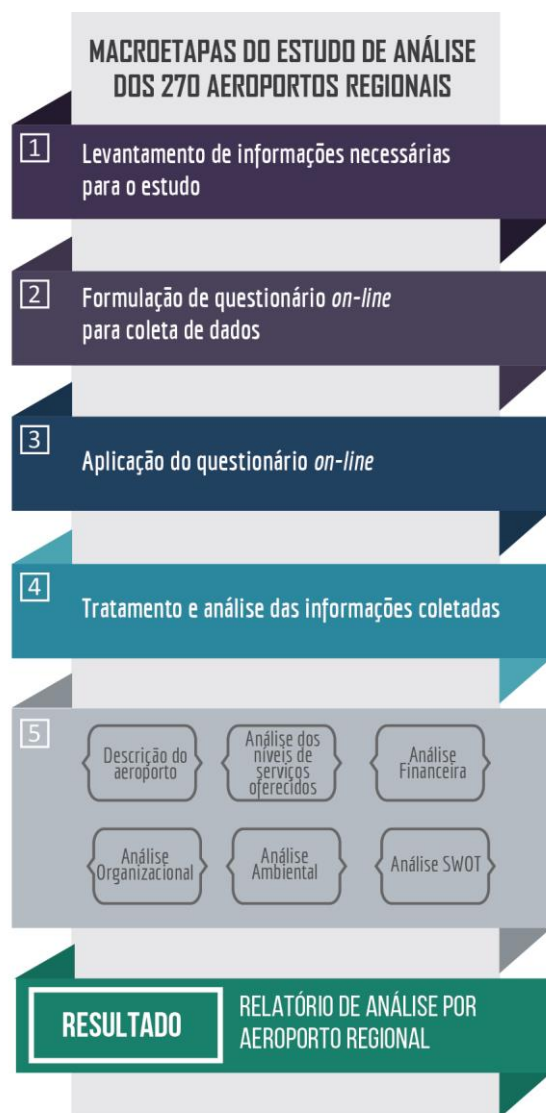 MACROETAPAS DO ESTUDO DE ANÁLISE
DOS 270 AEROPORTOS REGIONAIS
1
Levantamento de informações necessárias
para o estudo
2
Formulação de questionário on-line
para coleta de dados
3
Aplicação do questionário on-line
4
Tratamento e análise das informações coletadas
5
Descrição do
aeroporto
Análise dos
níveis de
serviços
oferecidos
Análise
Financeira
Análise
Organizacional
Análise
Ambiental
Análise SWOT
RESULTADO
RELATÓRIO DE ANÁLISE POR
AEROPORTO REGIONAL